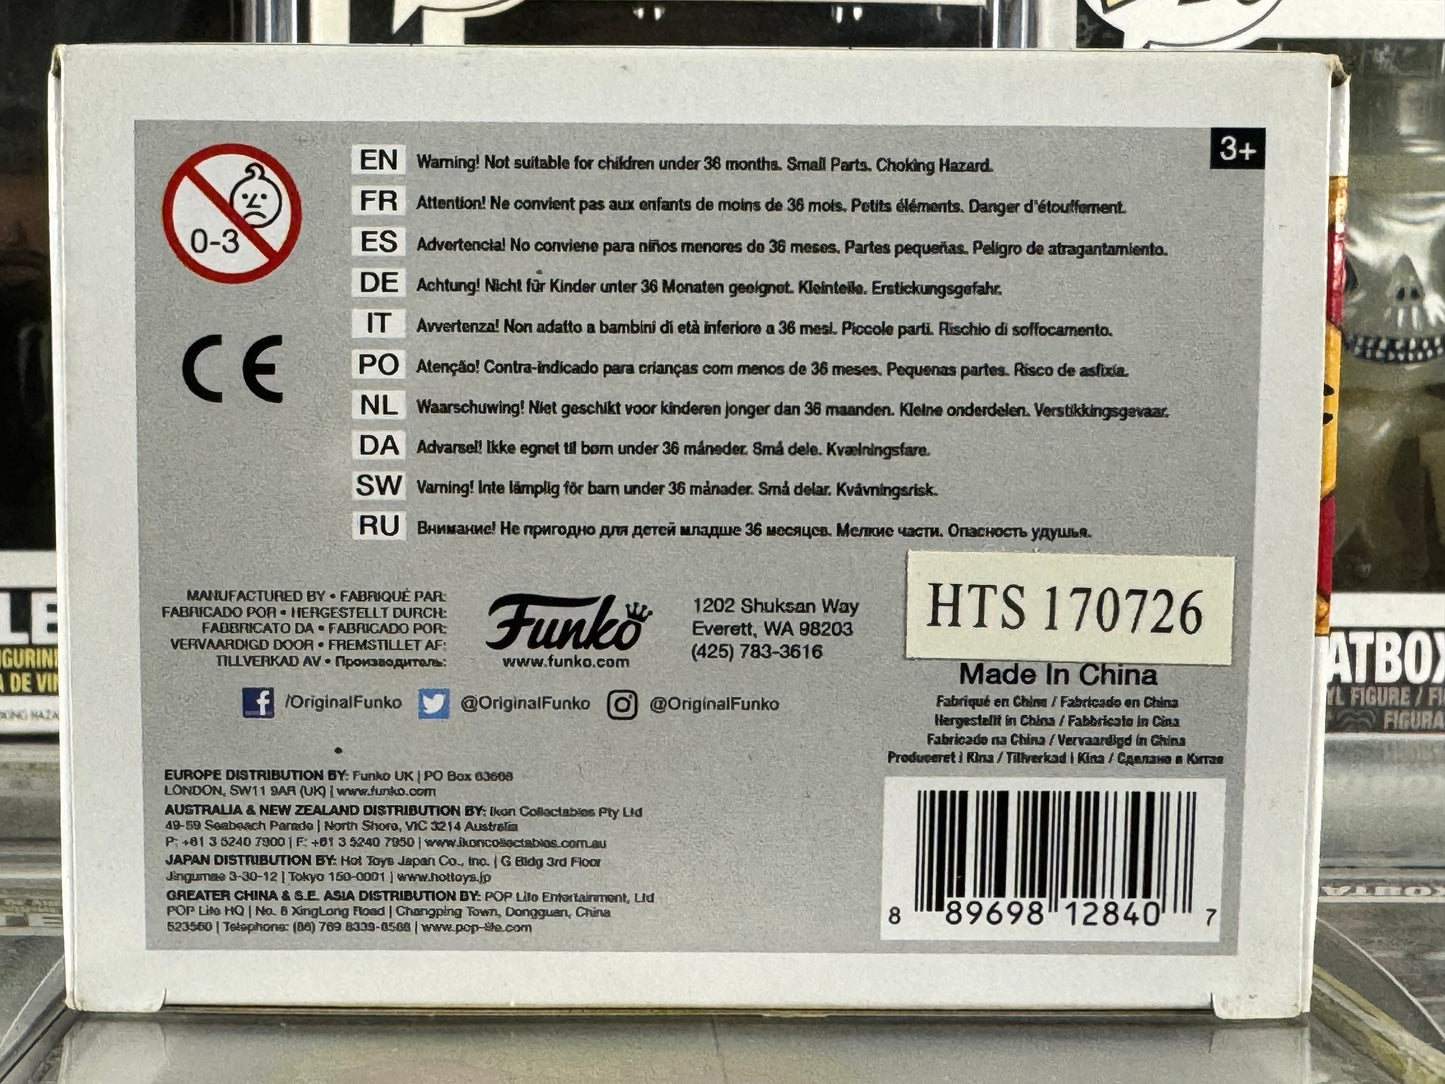 3+
0-3
EN Warning! Not suitable for children under 36 months. Small Parts. Choking Hazard.
FR Attention! Ne convient pas aux enfants de moins de 36 mois. Petits éléments. Danger d'étouffement.
ES Advertencia! No conviene para niños menores de 36 meses. Partes pequeñas. Peligro de atragantamiento.
DE Achtung! Nicht für Kinder unter 36 Monaten geeignet. Kleinteile. Erstickungsgefahr.
IT Avvertenza! Non adatto a bambini di età inferiore a 36 mesi. Piccole parti. Rischio di soffocamento.
PO Atenção! Contra-indicado para crianças com menos de 36 meses. Pequenas partes. Risco de asfixia.
NL Waarschuwing! Niet geschikt voor kinderen jonger dan 36 maanden. Kleine onderdelen. Verstikkingsgevaar.
DA Advarsel! Ikke egnet til børn under 36 måneder. Små dele. Kvælningsfare.
SW Varning! Inte lämplig för barn under 36 månader. Små delar. Kvävningsrisk.
RU Внимание! Не пригодно для детей младше 36 месяцев. Мелкие части. Опасность удушья.
CE
MANUFACTURED BY • FABRIQUÉ PAR:
FABRICADO POR • HERGESTELLT DURCH:
FABBRICATO DA • FABRICADO POR:
VERVAARDIGD DOOR • FREMSTILLET AF:
TILLVERKAD AV • Производитель:
Funko
www.funko.com
1202 Shuksan Way
Everett, WA 98203
(425) 783-3616
HTS 170726
/OriginalFunko @OriginalFunko @OriginalFunko
Made In China
Fabriqué en Chine / Fabricado en China
Hergestellt in China / Fabbricato in Cina
Fabricado na China / Vervaardigd in China
Produceret i Kina / Tillverkad i Kina / Сделано в Китае
EUROPE DISTRIBUTION BY: Funko UK | PO Box
LONDON, SW11 9AR (UK) | www.funko.com
AUSTRALIA & NEW ZEALAND DISTRIBUTION BY: Ikon Collectables Pty Ltd
49-59 Seabeach Parade | North Shore, VIC 3214 Australia
P: +61 3 5240 7900 | F: +61 3 5240 7950 | www.ikoncollectables.com.au
JAPAN DISTRIBUTION BY: Hot Toys Japan Co., Inc. | G Bldg 3rd Floor
Jingumae 3-30-12 | Tokyo 150-0001 | www.hottoys.jp
GREATER CHINA & S.E. ASIA DISTRIBUTION BY: POP Life Entertainment, Ltd
POP Life HQ | No. 8 XingLong Road | Changping Town, Dongguan, China
523560 | Telephone: (86) 769 8339-8588 | www.pop-life.com
8 89698 12840 7
LE
GURIN
A DE VI
ATBOX
YL FIGURE / FI
FIGURA